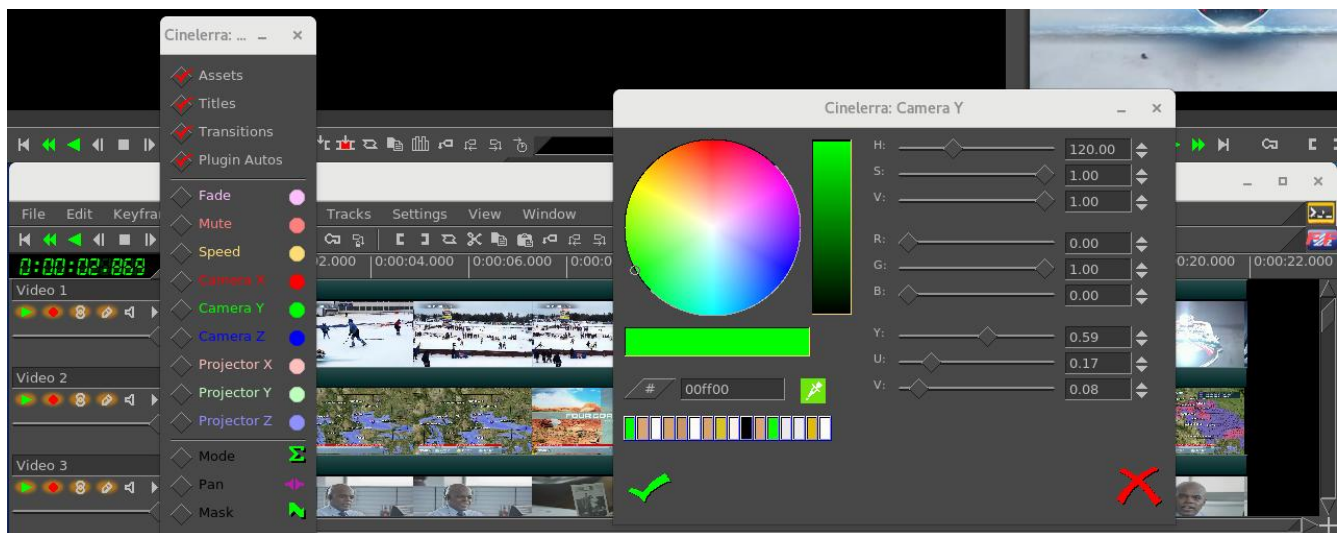 Cinelerra: ...
Assets
Titles
Transitions
Plugin Autos
Fade
Mute
Speed
Camera X
Camera Y
Camera Z
Projector X
Projector Y
Projector Z
Mode
Pan
Mask
Cinelerra: Camera Y
H: 120.00
S: 1.00
V: 1.00
R: 0.00
G: 1.00
B: 0.00
Y: 0.59
U: 0.17
V: 0.08
# 00ff00
File Edit Keyfra Tracks Settings View Window
0:00:02:869 2.000 0:00:04.000 0:00:06.000 0:00:0 0:20.000 0:00:22.000
Video 1
Video 2
Video 3